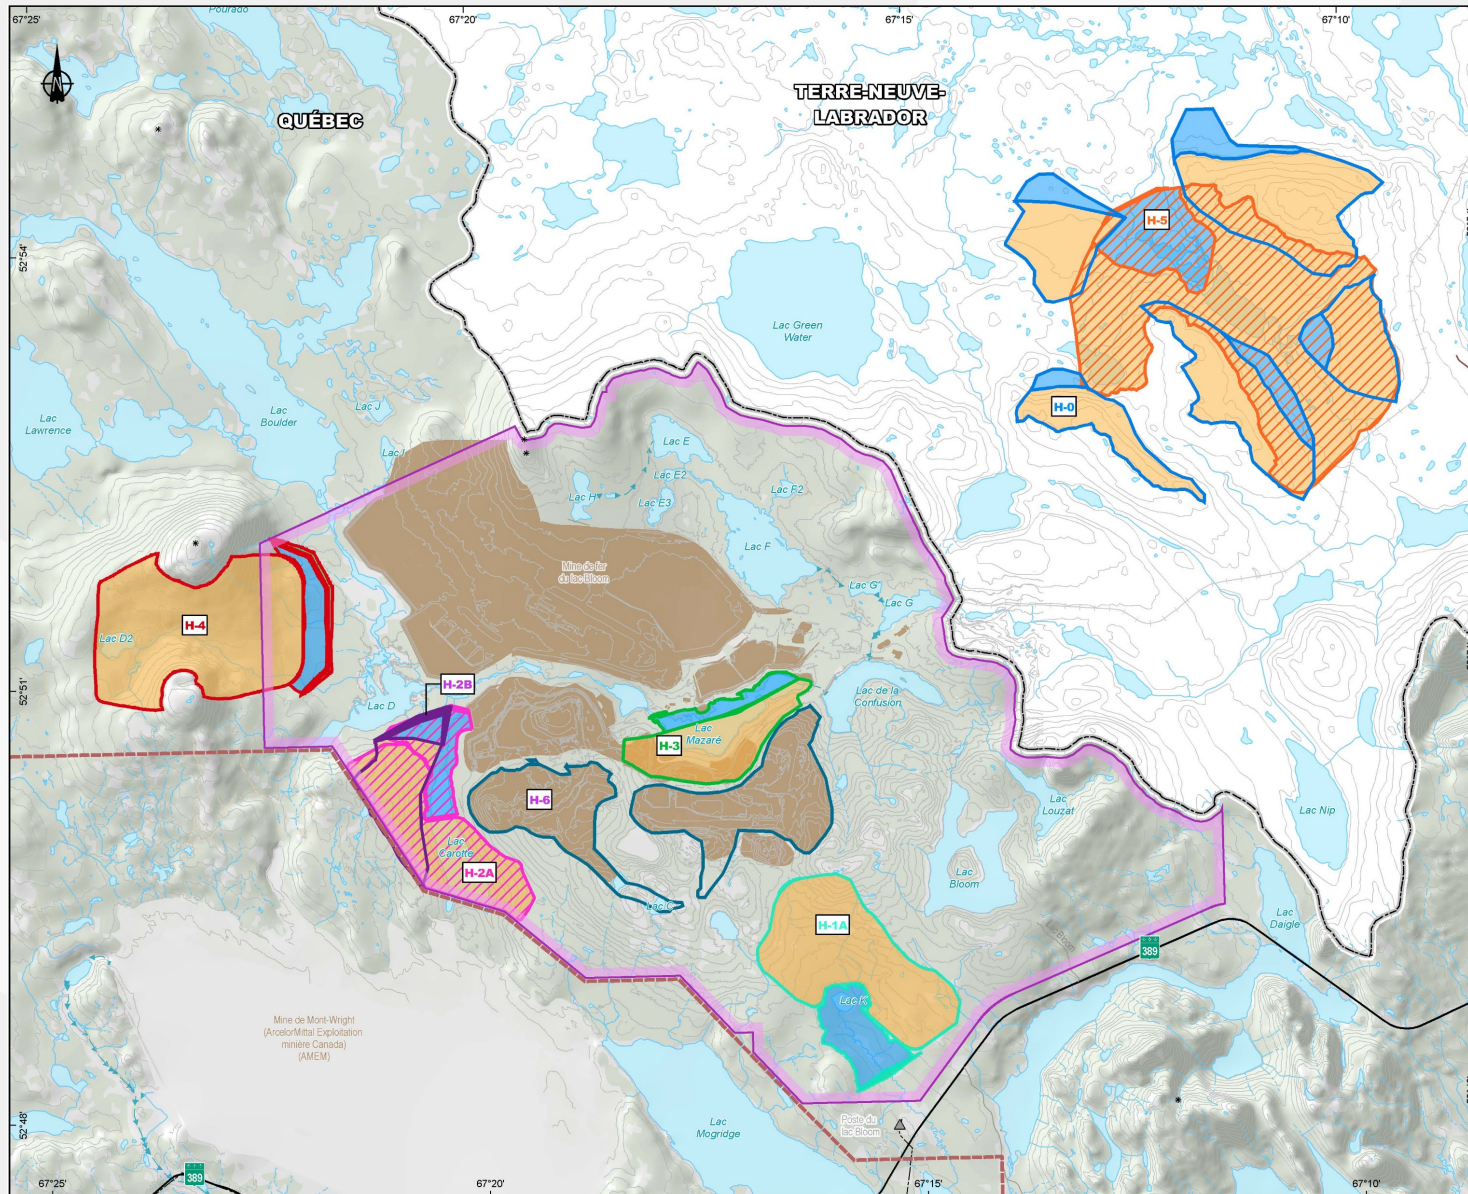 67°25'
67°20'
67°15'
67°10'
QUÉBEC
TERRE-NEUVE-
LABRADOR
N
52°54'
H-5
Lac Green
Water
H-0
Lac J
Lac
Boulder
Lac
Lawrence
Lac E
Lac E2
Lac H
Lac E3
Lac F2
Lac F
Mine de fer
du lac Bloom
Lac G'
Lac G
H-4
Lac D2
52°51'
H-2B
Lac D
Lac de la
Confusion
Lac
Mazaré
H-3
H-6
Lac
Louzat
Lac Nip
Lac
Carotte
H-2A
Lac
Bloom
H-1A
Lac
Daigle
389
Lac K
Mine de Mont-Wright
(ArcelorMittal Exploitation
minière Canada)
(AMEM)
Lac
Mogridge
Poste du
lac Bloom
52°48'
389
67°25'
67°20'
67°15'
67°10'